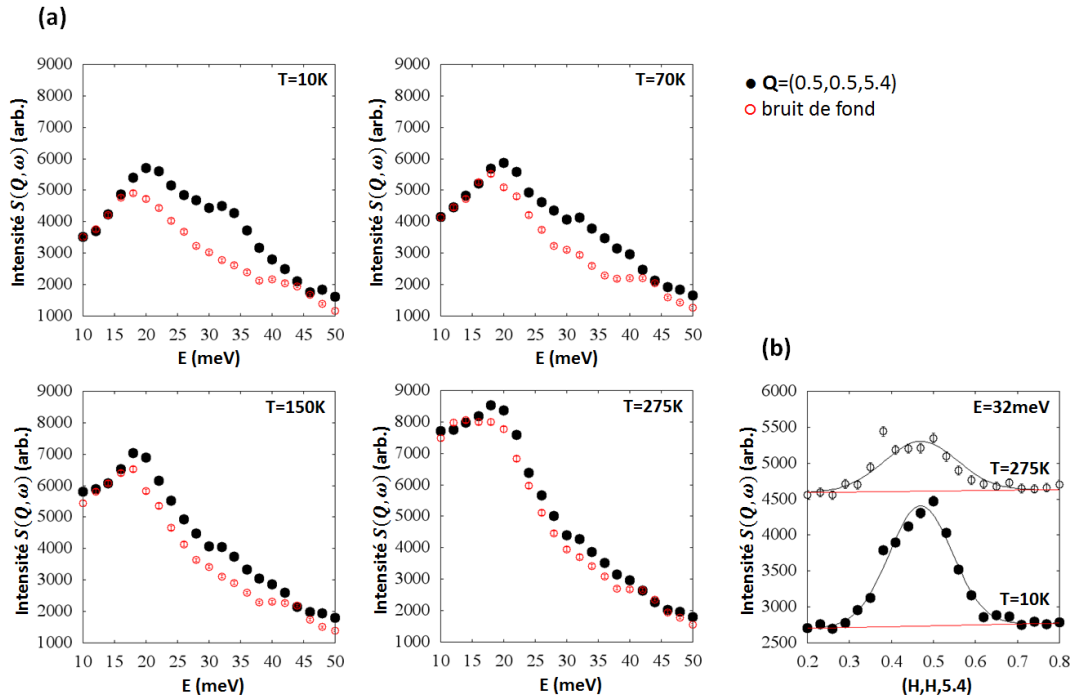 (a)
9000
8000
7000
6000
5000
4000
3000
2000
1000
10 15 20 25 30 35 40 45 50
Intensité S(Q,ω) (arb.)
E (meV)
T=10K
9000
8000
7000
6000
5000
4000
3000
2000
1000
10 15 20 25 30 35 40 45 50
Intensité S(Q,ω) (arb.)
E (meV)
T=70K
Q=(0.5,0.5,5.4)
bruit de fond
9000
8000
7000
6000
5000
4000
3000
2000
1000
10 15 20 25 30 35 40 45 50
Intensité S(Q,ω) (arb.)
E (meV)
T=150K
9000
8000
7000
6000
5000
4000
3000
2000
1000
10 15 20 25 30 35 40 45 50
Intensité S(Q,ω) (arb.)
E (meV)
T=275K
(b)
6000
5500
5000
4500
4000
3500
3000
2500
0.2 0.3 0.4 0.5 0.6 0.7 0.8
Intensité S(Q,ω) (arb.)
(H,H,5.4)
E=32meV
T=275K
T=10K